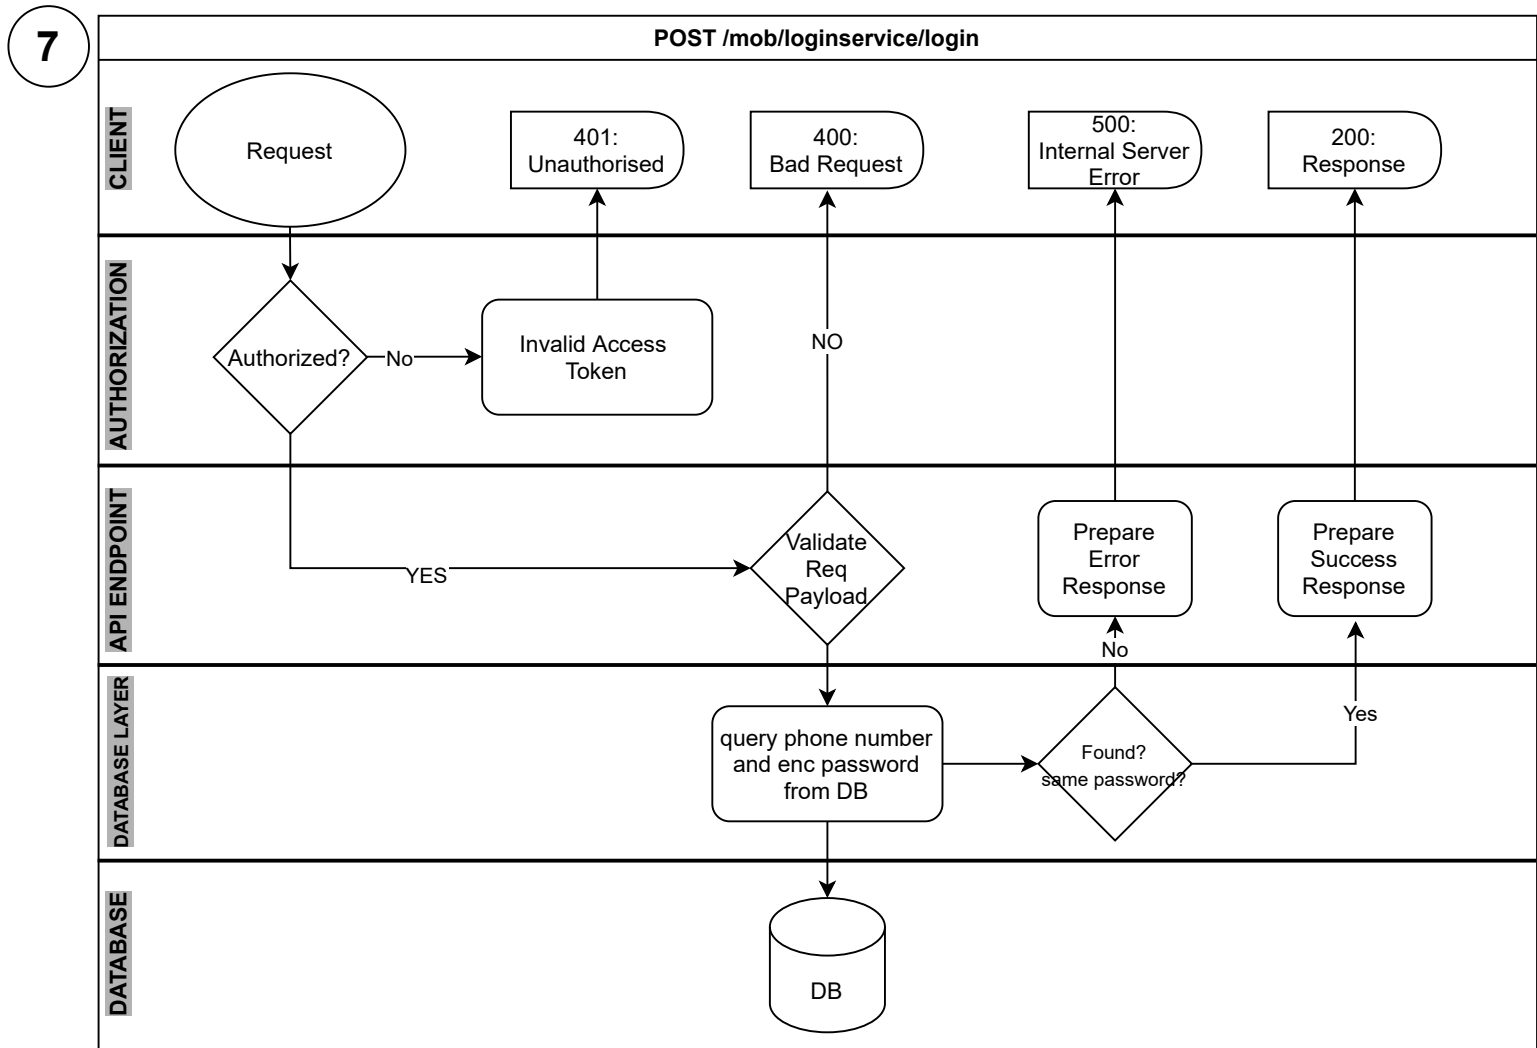 7
POST /mob/loginservice/login
CLIENT
Request
401:
Unauthorised
400:
Bad Request
500:
Internal Server
Error
200:
Response
AUTHORIZATION
Authorized?
No
Invalid Access
Token
NO
API ENDPOINT
YES
Validate
Req
Payload
Prepare
Error
Response
Prepare
Success
Response
No
DATABASE LAYER
query phone number
and enc password
from DB
Found?
same password?
Yes
DATABASE
DB